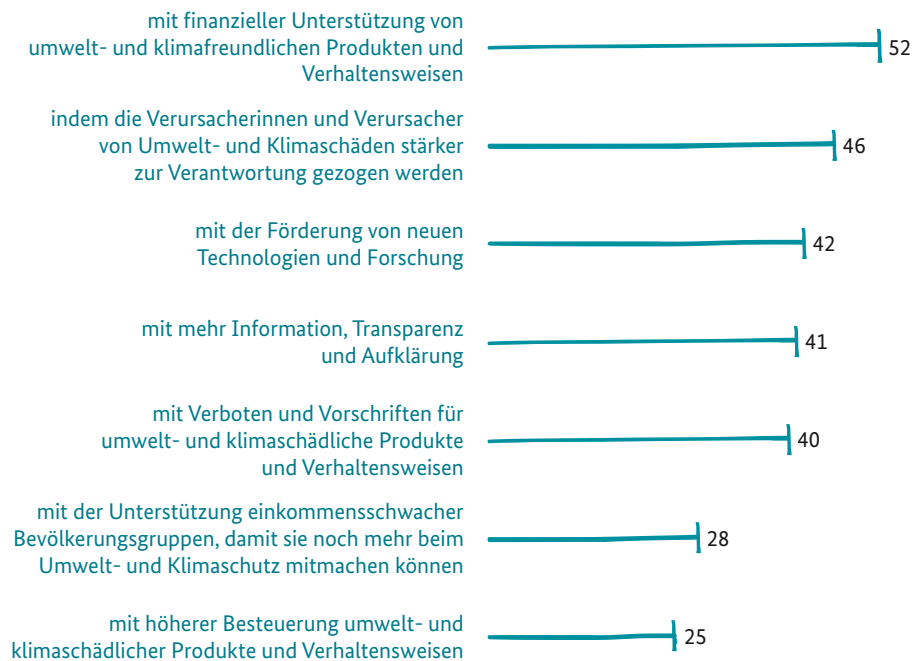 mit finanzieller Unterstützung von
umwelt- und klimafreundlichen Produkten und
Verhaltensweisen
52
indem die Verursacherinnen und Verursacher
von Umwelt- und Klimaschäden stärker
zur Verantwortung gezogen werden
46
mit der Förderung von neuen
Technologien und Forschung
42
mit mehr Information, Transparenz
und Aufklärung
41
mit Verboten und Vorschriften für
umwelt- und klimaschädliche Produkte
und Verhaltensweisen
40
mit der Unterstützung einkommensschwacher
Bevölkerungsgruppen, damit sie noch mehr beim
Umwelt- und Klimaschutz mitmachen können
28
mit höherer Besteuerung umwelt- und
klimaschädlicher Produkte und Verhaltensweisen
25